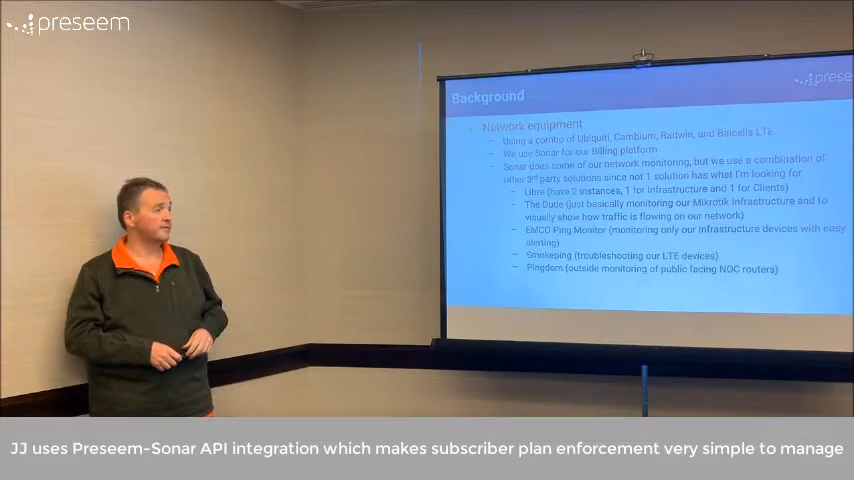 preseem
prese
Background
Network equipment
– Using a combo of Ubiquiti, Cambium, Radwin, and Baicells LTE
– We use Sonar for our Billing platform
– Sonar does some of our network monitoring, but we use a combination of
other 3rd party solutions since not 1 solution has what I'm looking for
– Libre (have 2 instances, 1 for Infrastructure and 1 for Clients)
– The Dude (just basically monitoring our Mikrotik Infrastructure and to
visually show how traffic is flowing on our network)
– EMCO Ping Monitor (monitoring only our Infrastructure devices with easy
alerting)
– Smokeping (troubleshooting our LTE devices)
– Pingdom (outside monitoring of public facing NOC routers)
JJ uses Preseem-Sonar API integration which makes subscriber plan enforcement very simple to manage